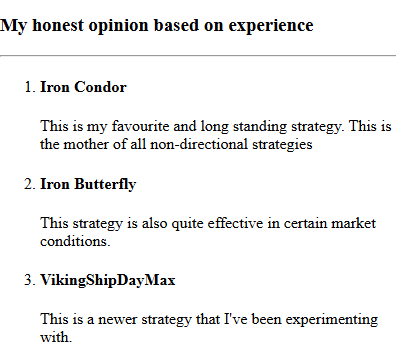 My honest opinion based on experience
1. Iron Condor
This is my favourite and long standing strategy. This is
the mother of all non-directional strategies
2. Iron Butterfly
This strategy is also quite effective in certain market
conditions.
3. VikingShipDayMax
This is a newer strategy that I've been experimenting
with.